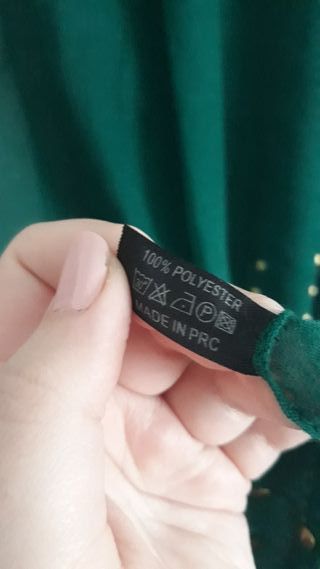 100% POLYESTER
P
MADE IN PRC